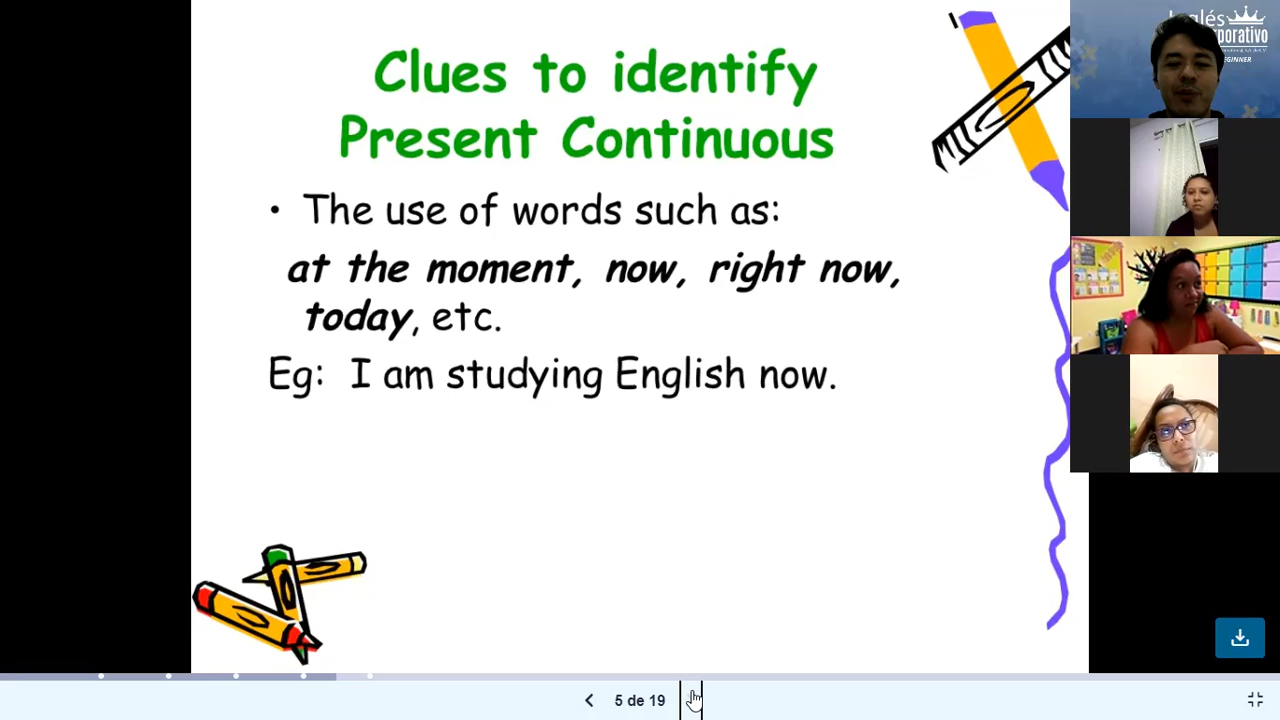 Clues to identify
Present Continuous
• The use of words such as:
at the moment, now, right now,
today, etc.
Eg: I am studying English now.
5 de 19